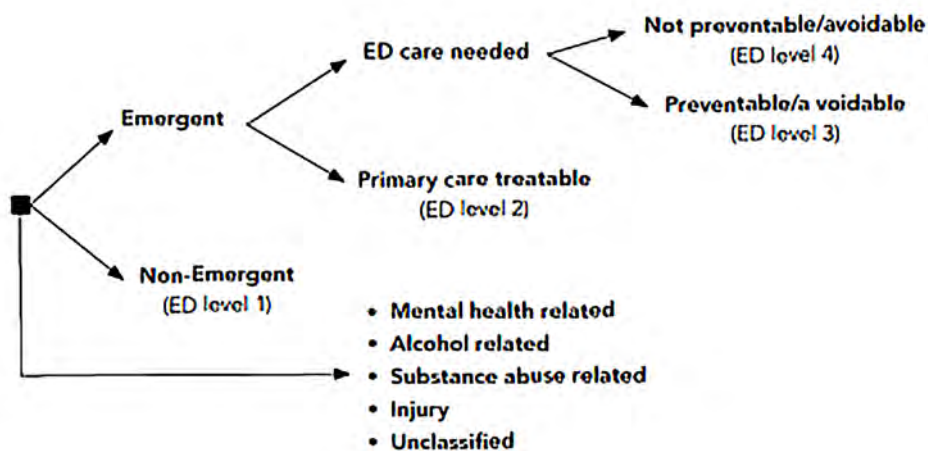 Not preventable/avoidable
(ED level 4)
ED care needed
Preventable/a voidable
(ED level 3)
Emergent
Primary care treatable
(ED level 2)
Non-Emergent
(ED level 1)
• Mental health related
• Alcohol related
• Substance abuse related
• Injury
• Unclassified